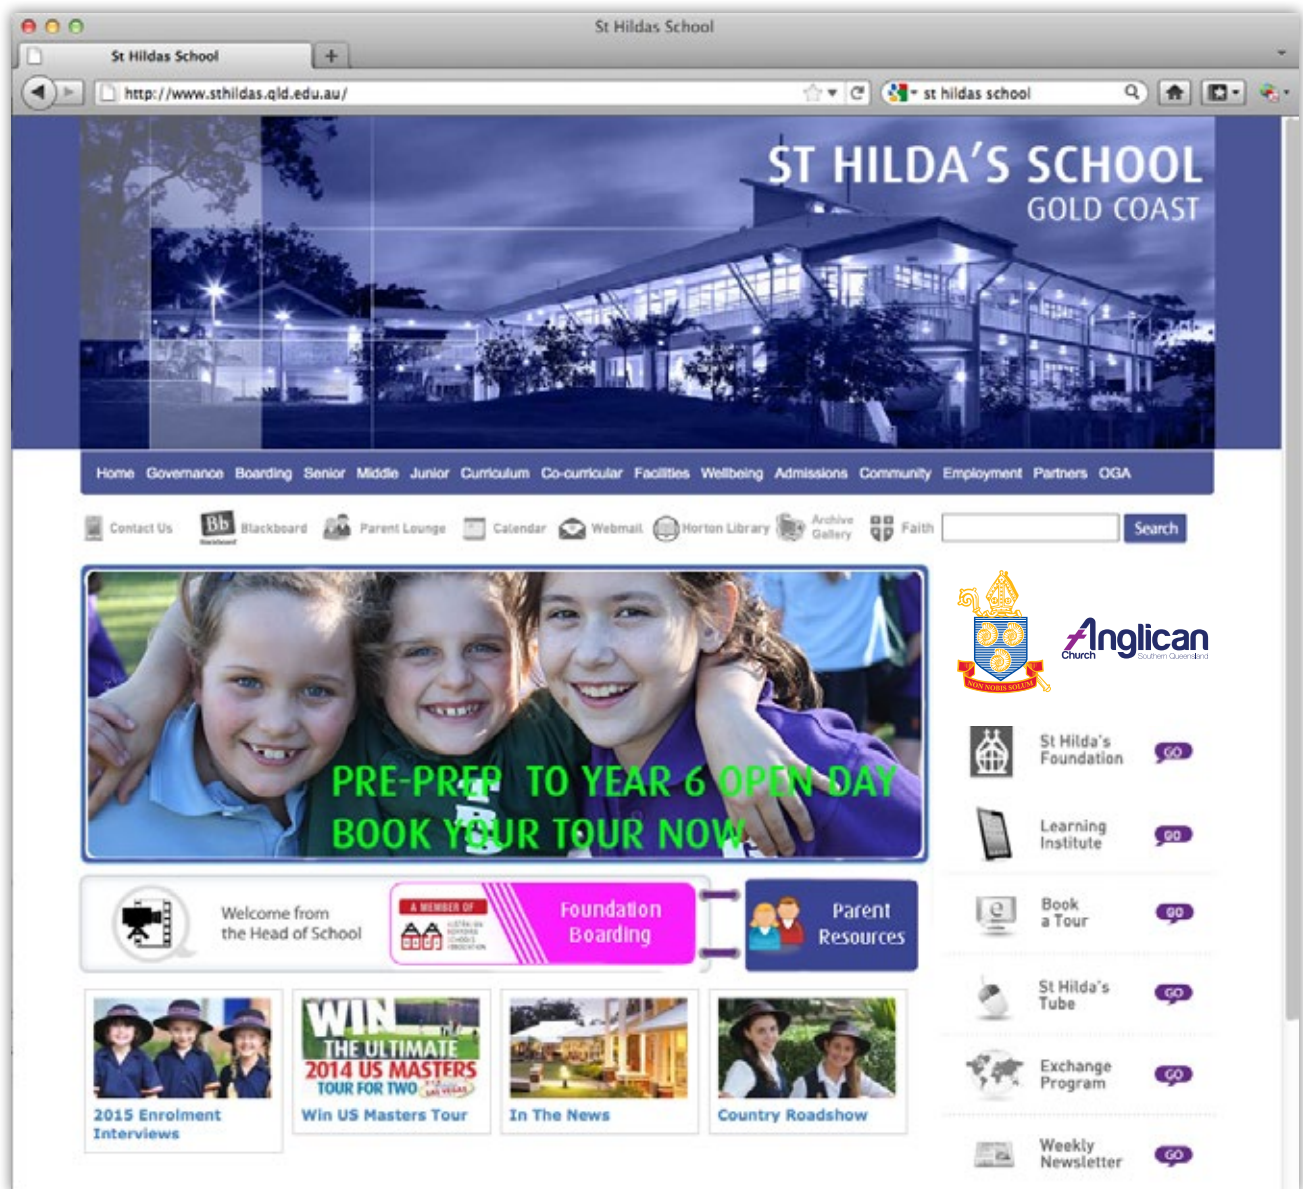 St Hildas School
St Hildas School
http://www.sthildas.qld.edu.au/
st hildas school
ST HILDA'S SCHOOL
GOLD COAST
Home Governance Boarding Senior Middle Junior Curriculum Co-curricular Facilities Wellbeing Admissions Community Employment Partners OGA
Contact Us
Bb
Blackboard
Blackboard
Parent Lounge
Calendar
Webmail
Horton Library
Archive
Gallery
Faith
Search
PRE-PREP TO YEAR 6 OPEN DAY
BOOK YOUR TOUR NOW
NON NOBIS SOLUM
Anglican
Church Southern Queensland
St Hilda's
Foundation
GO
Learning
Institute
GO
Book
a Tour
GO
St Hilda's
Tube
GO
Exchange
Program
GO
Weekly
Newsletter
GO
Welcome from
the Head of School
A MEMBER OF
Foundation
Boarding
Parent
Resources
2015 Enrolment
Interviews
WIN
THE ULTIMATE
2014 US MASTERS
TOUR FOR TWO
LAS VEGAS
Win US Masters Tour
In The News
Country Roadshow